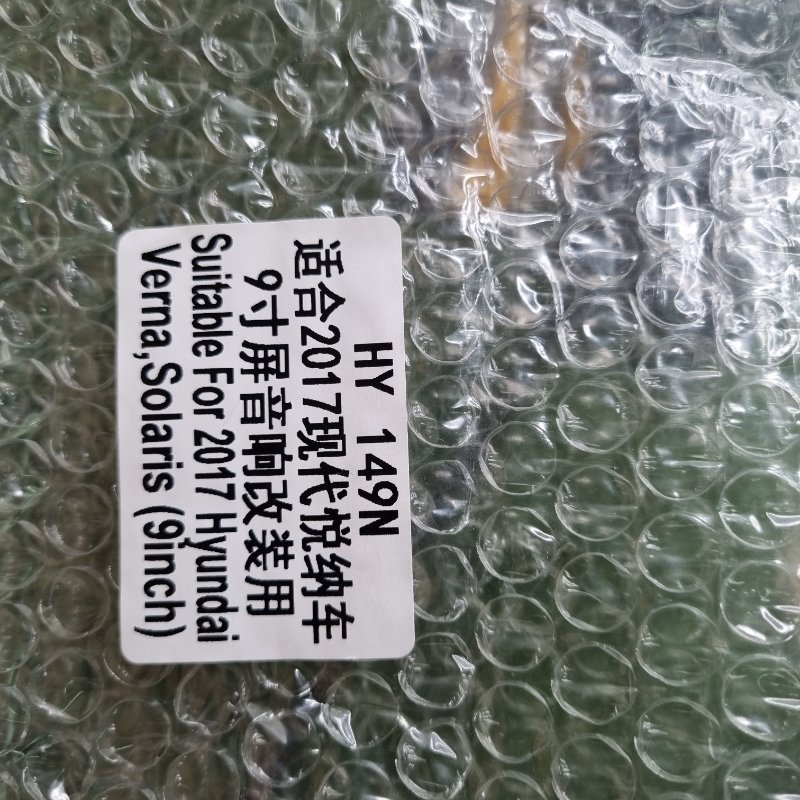 HY 149N
适合2017现代悦纳车
9寸屏音响改装用
Suitable For 2017 Hyundai
Verna,Solaris (9inch)